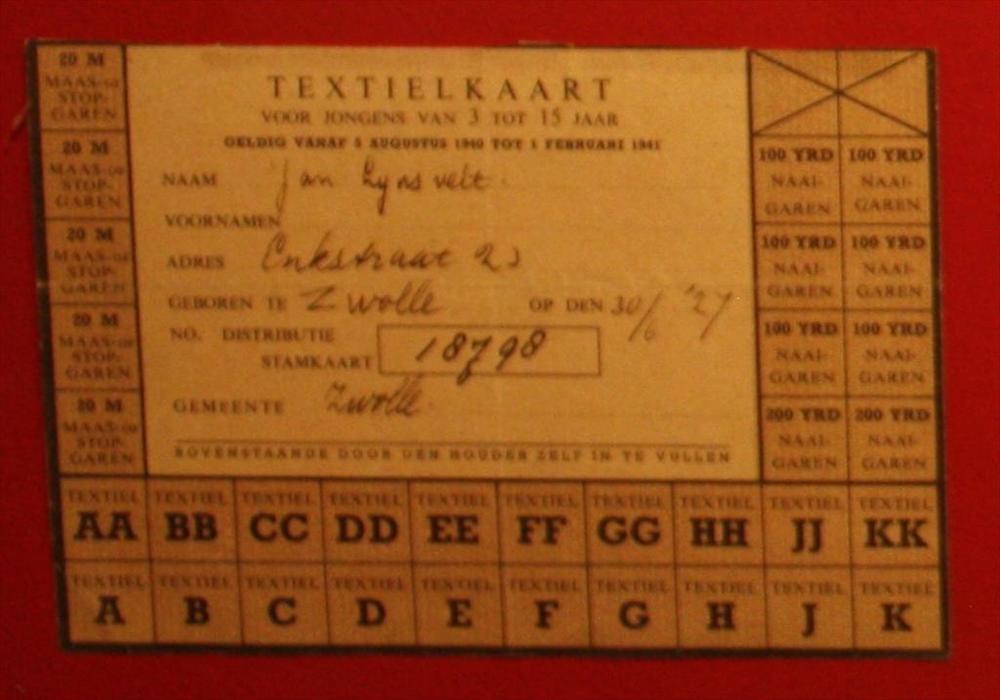 20 M
MAAS- OF
STOP-
GAREN
20 M
MAAS- OF
STOP-
GAREN
20 M
MAAS- OF
STOP-
GAREN
20 M
MAAS- OF
STOP-
GAREN
20 M
MAAS- OF
STOP-
GAREN
TEXTIELKAART
VOOR JONGENS VAN 3 TOT 15 JAAR
GELDIG VANAF 5 AUGUSTUS 1940 TOT 1 FEBRUARI 1941
NAAM Jan Lynsvelt
VOORNAMEN
ADRES Enkstraat 23
GEBOREN TE Zwolle OP DEN 30/6 '27
NO. DISTRIBUTIE
STAMKAART 18798
GEMEENTE Zwolle
BOVENSTAANDE DOOR DEN HOUDER ZELF IN TE VULLEN
100 YRD 100 YRD
NAAI- NAAI-
GAREN GAREN
100 YRD 100 YRD
NAAI- NAAI-
GAREN GAREN
100 YRD 100 YRD
NAAI- NAAI-
GAREN GAREN
200 YRD 200 YRD
NAAI- NAAI-
GAREN GAREN
TEXTIEL TEXTIEL TEXTIEL TEXTIEL TEXTIEL TEXTIEL TEXTIEL TEXTIEL TEXTIEL TEXTIEL
AA BB CC DD EE FF GG HH JJ KK
TEXTIEL TEXTIEL TEXTIEL TEXTIEL TEXTIEL TEXTIEL TEXTIEL TEXTIEL TEXTIEL TEXTIEL
A B C D E F G H J K